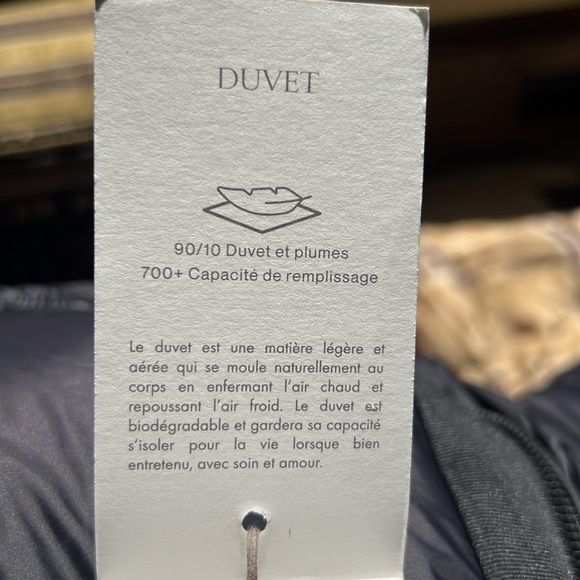 DUVET
90/10 Duvet et plumes
700+ Capacité de remplissage
Le duvet est une matière légère et
aérée qui se moule naturellement au
corps en enfermant l'air chaud et
repoussant l'air froid. Le duvet est
biodégradable et gardera sa capacité
s'isoler pour la vie lorsque bien
entretenu, avec soin et amour.